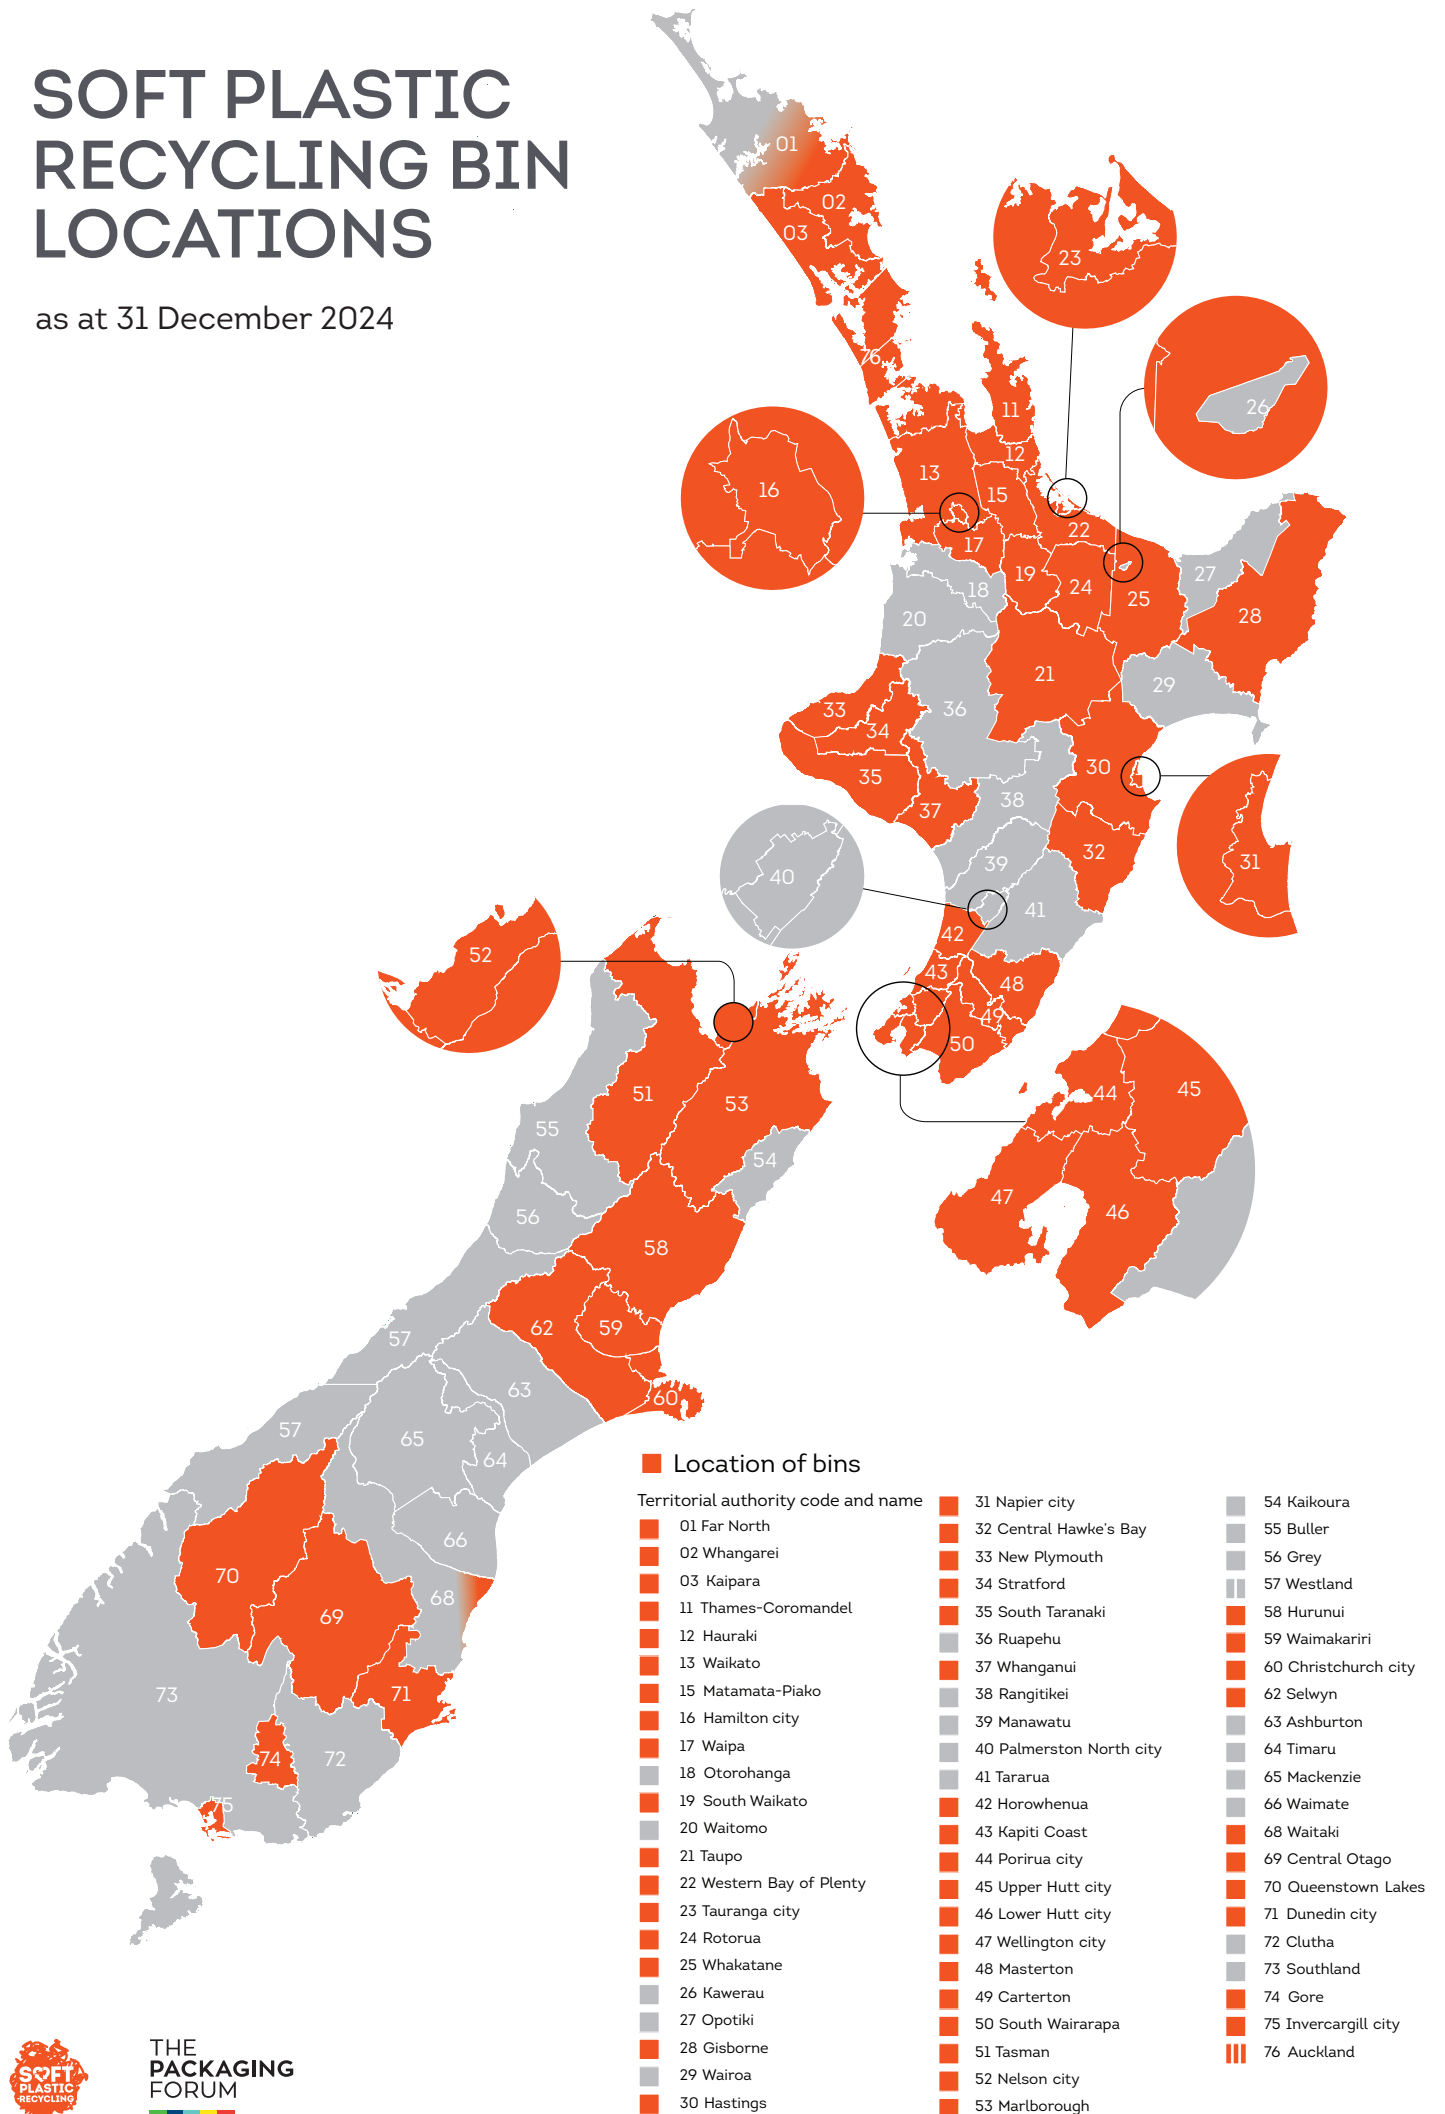 SOFT PLASTIC
RECYCLING BIN
LOCATIONS
as at 31 December 2024
01
02
03
76
23
26
11
12
13
15
16
17
22
18
19
24
25
27
28
20
21
29
36
33
34
35
37
30
31
38
32
39
40
41
42
43
48
49
50
52
51
53
44
45
46
47
54
55
56
58
57
62
59
60
63
57
65
64
66
68
70
69
71
73
74
72
75
Location of bins
Territorial authority code and name
01 Far North
02 Whangarei
03 Kaipara
11 Thames-Coromandel
12 Hauraki
13 Waikato
15 Matamata-Piako
16 Hamilton city
17 Waipa
18 Otorohanga
19 South Waikato
20 Waitomo
21 Taupo
22 Western Bay of Plenty
23 Tauranga city
24 Rotorua
25 Whakatane
26 Kawerau
27 Opotiki
28 Gisborne
29 Wairoa
30 Hastings
31 Napier city
32 Central Hawke's Bay
33 New Plymouth
34 Stratford
35 South Taranaki
36 Ruapehu
37 Whanganui
38 Rangitikei
39 Manawatu
40 Palmerston North city
41 Tararua
42 Horowhenua
43 Kapiti Coast
44 Porirua city
45 Upper Hutt city
46 Lower Hutt city
47 Wellington city
48 Masterton
49 Carterton
50 South Wairarapa
51 Tasman
52 Nelson city
53 Marlborough
54 Kaikoura
55 Buller
56 Grey
57 Westland
58 Hurunui
59 Waimakariri
60 Christchurch city
62 Selwyn
63 Ashburton
64 Timaru
65 Mackenzie
66 Waimate
68 Waitaki
69 Central Otago
70 Queenstown Lakes
71 Dunedin city
72 Clutha
73 Southland
74 Gore
75 Invercargill city
76 Auckland
SOFT
PLASTIC
RECYCLING
THE
PACKAGING
FORUM